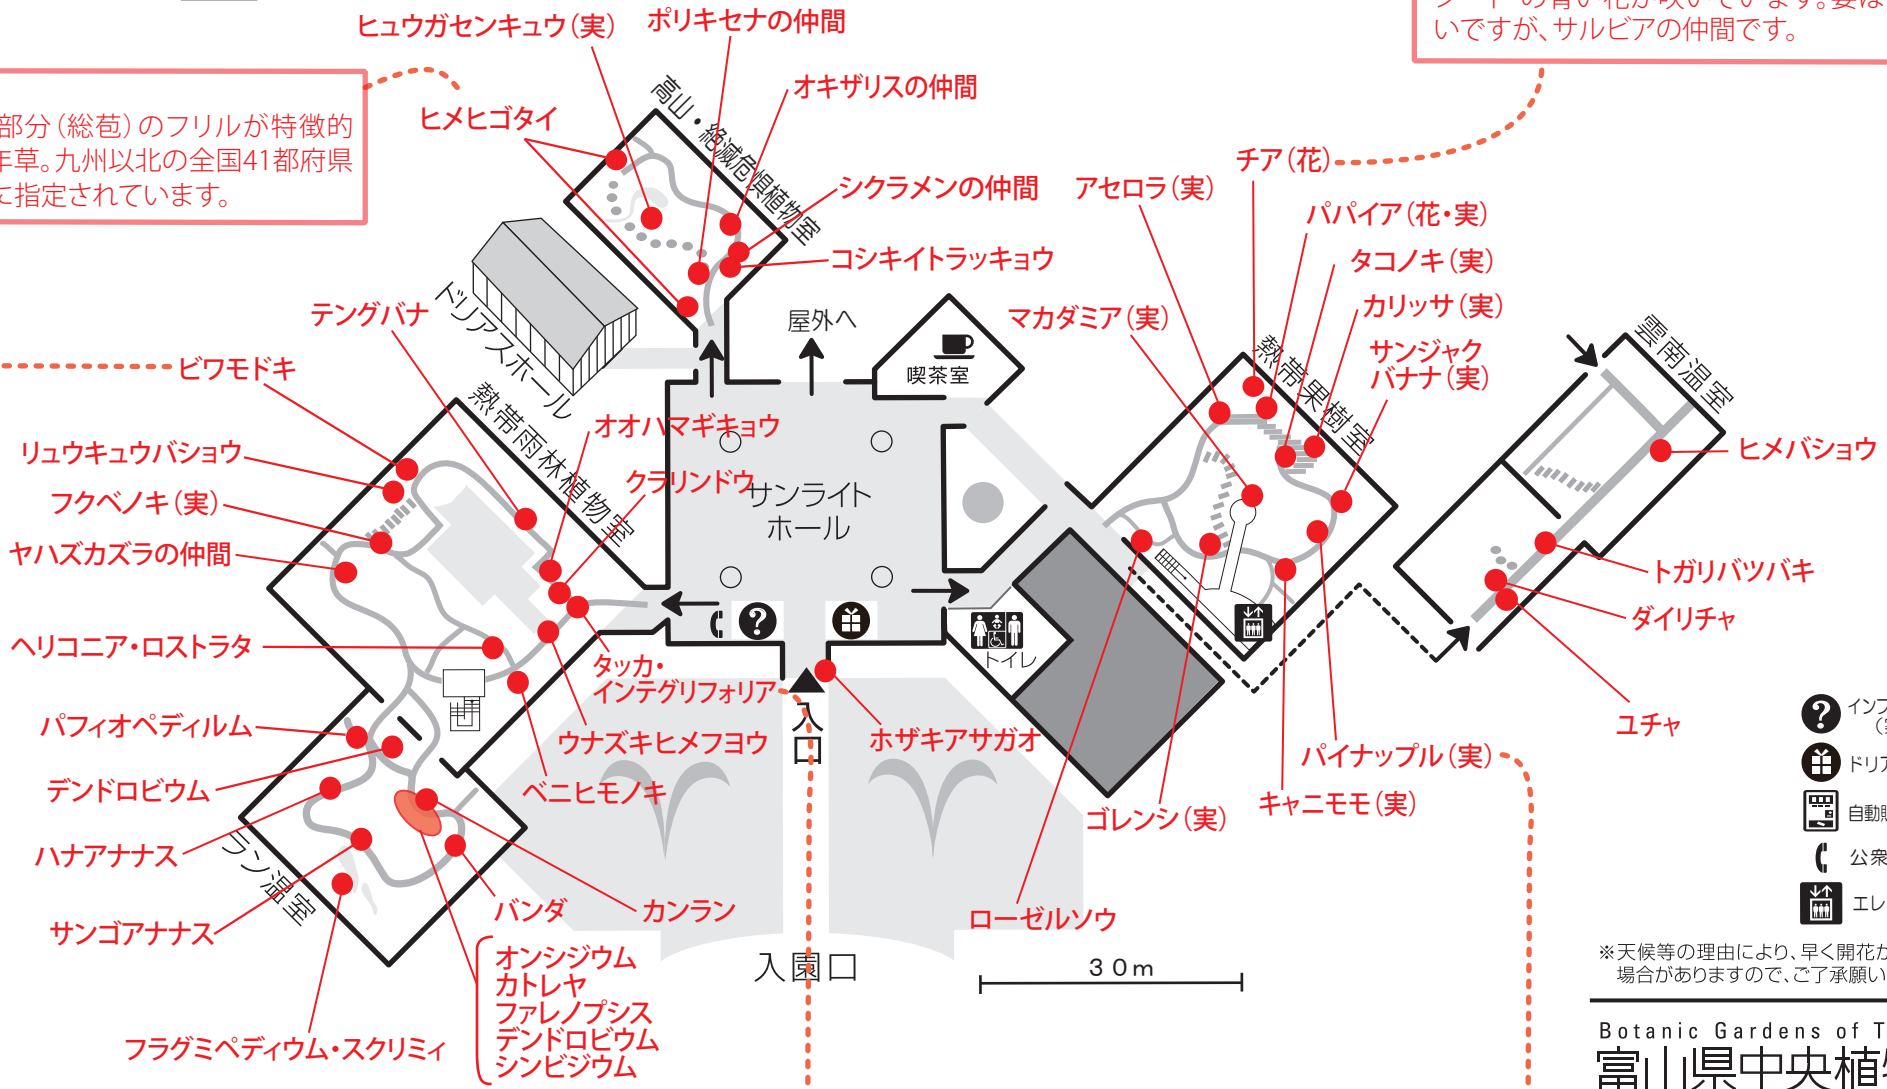 いですが、サルビアの仲間です。
部分（総苞）のフリルが特徴的
年草。九州以北の全国41都府県
に指定されています。
ヒュウガセンキュウ（実）
ポリキセナの仲間
オキザリスの仲間
ヒメヒゴタイ
シクラメンの仲間
コシキイトラッキョウ
高山・絶滅危惧植物室
ドリアスホール
屋外へ
喫茶室
チア（花）
アセロラ（実）
パパイア（花・実）
タコノキ（実）
カリッサ（実）
マカダミア（実）
サンジャク
バナナ（実）
熱帯果樹室
雲南温室
ヒメバショウ
トガリバツバキ
ダイリチャ
ユチャ
テングバナ
ビワモドキ
リュウキュウバショウ
フクベノキ（実）
ヤハズカズラの仲間
熱帯雨林植物室
オオハマギキョウ
クラリンドウ
サンライト
ホール
ヘリコニア・ロストラタ
タッカ・
インテグリフォリア
ウナズキヒメフヨウ
ベニヒモノキ
トイレ
入口
ホザキアサガオ
パイナップル（実）
キャニモモ（実）
ゴレンシ（実）
ローゼルソウ
パフィオペディルム
デンドロビウム
ハナアナナス
サンゴアナナス
ラン温室
フラグミペディウム・スクリミィ
バンダ
カンラン
オンシジウム
カトレヤ
ファレノプシス
デンドロビウム
シンビジウム
入園口
30m
インフ
ドリア
自動販
公衆
エレ
※天候等の理由により、早く開花か
場合がありますので、ご了承願い
Botanic Gardens of T
富山県中央植物